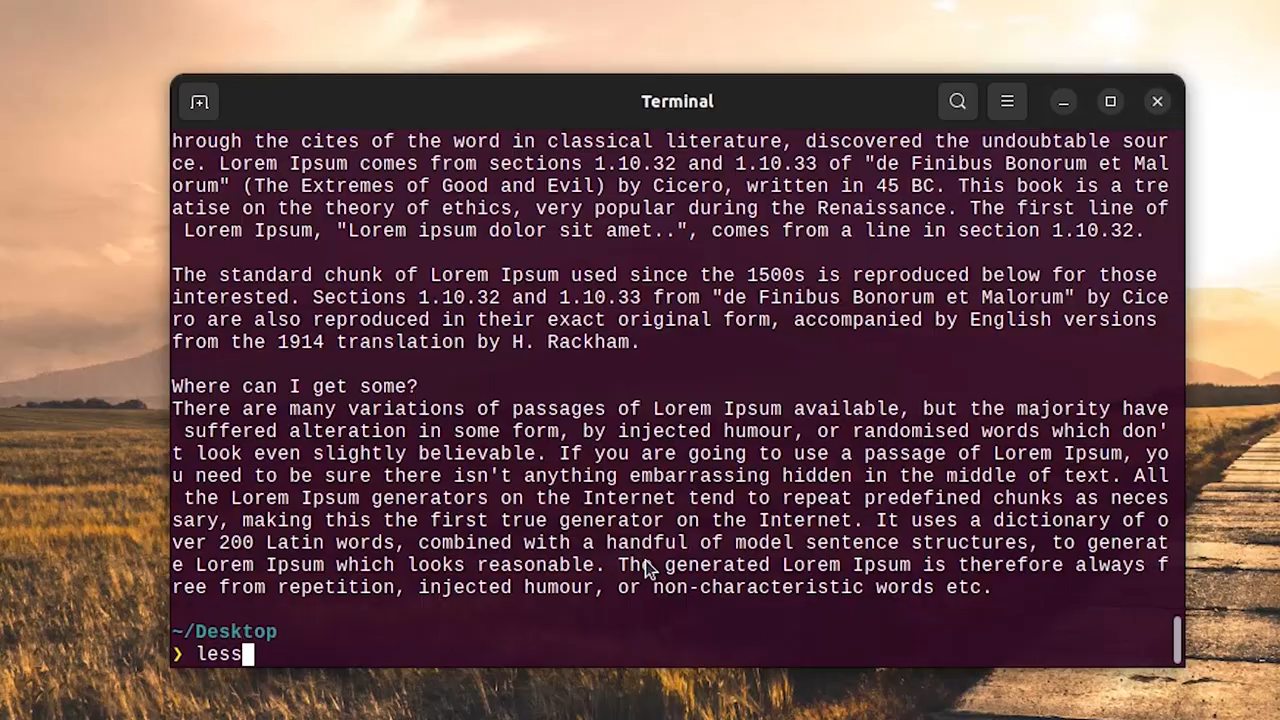 Terminal
hrough the cites of the word in classical literature, discovered the undoubtable sour
ce. Lorem Ipsum comes from sections 1.10.32 and 1.10.33 of "de Finibus Bonorum et Mal
orum" (The Extremes of Good and Evil) by Cicero, written in 45 BC. This book is a tre
atise on the theory of ethics, very popular during the Renaissance. The first line of
 Lorem Ipsum, "Lorem ipsum dolor sit amet..", comes from a line in section 1.10.32.

The standard chunk of Lorem Ipsum used since the 1500s is reproduced below for those
interested. Sections 1.10.32 and 1.10.33 from "de Finibus Bonorum et Malorum" by Cice
ro are also reproduced in their exact original form, accompanied by English versions
from the 1914 translation by H. Rackham.

Where can I get some?
There are many variations of passages of Lorem Ipsum available, but the majority have
 suffered alteration in some form, by injected humour, or randomised words which don'
t look even slightly believable. If you are going to use a passage of Lorem Ipsum, yo
u need to be sure there isn't anything embarrassing hidden in the middle of text. All
 the Lorem Ipsum generators on the Internet tend to repeat predefined chunks as neces
sary, making this the first true generator on the Internet. It uses a dictionary of o
ver 200 Latin words, combined with a handful of model sentence structures, to generat
e Lorem Ipsum which looks reasonable. The generated Lorem Ipsum is therefore always f
ree from repetition, injected humour, or non-characteristic words etc.

~/Desktop
❯ less